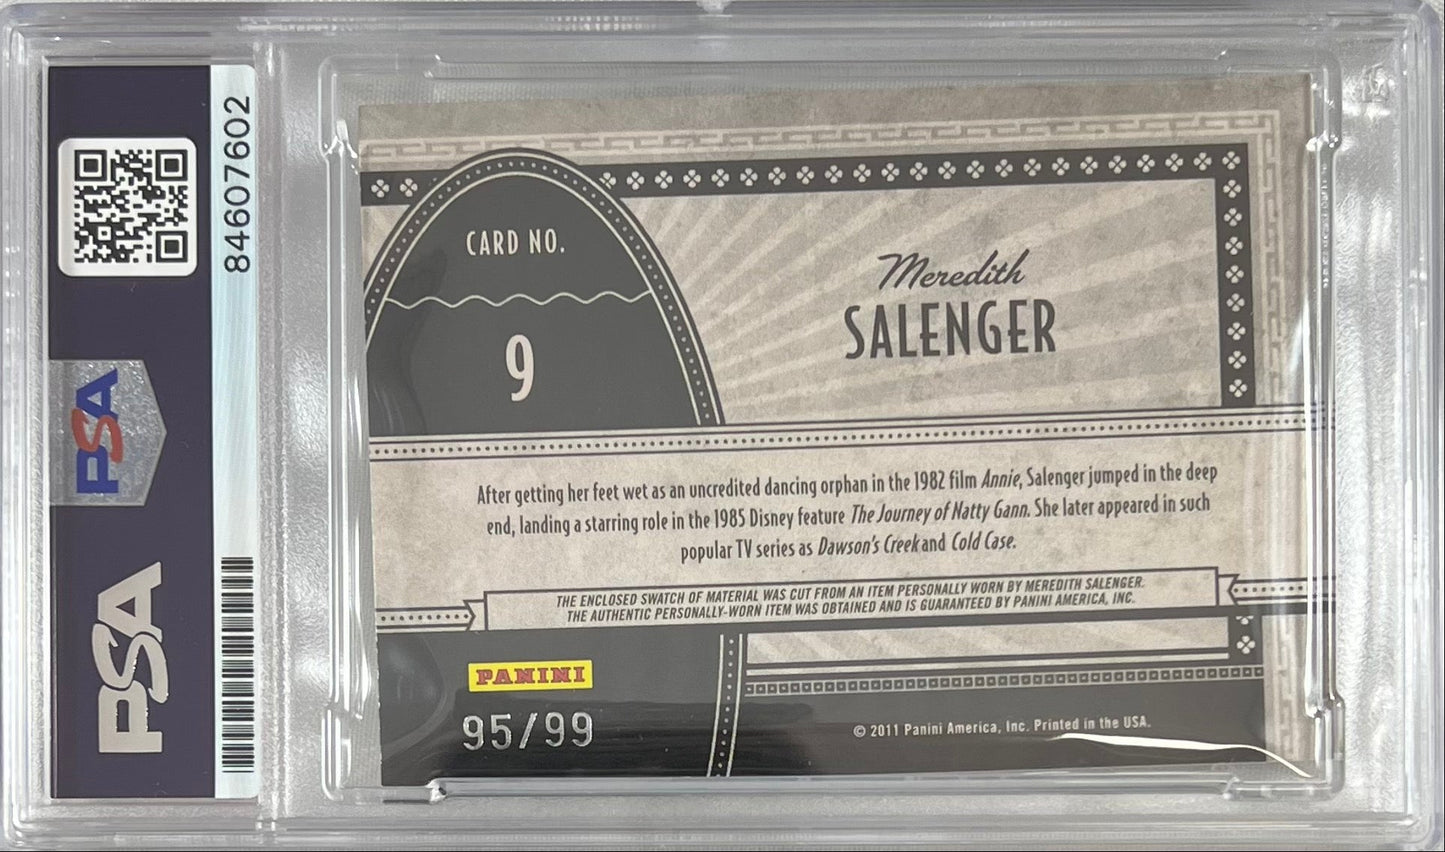 84607602
PSA
PSA
CARD NO.
9
Meredith
SALENGER
After getting her feet wet as an uncredited dancing orphan in the 1982 film Annie, Salenger jumped in the deep
end, landing a starring role in the 1985 Disney feature The Journey of Natty Gann. She later appeared in such
popular TV series as Dawson's Creek and Cold Case.
THE ENCLOSED SWATCH OF MATERIAL WAS CUT FROM AN ITEM PERSONALLY WORN BY MEREDITH SALENGER.
THE AUTHENTIC PERSONALLY-WORN ITEM WAS OBTAINED AND IS GUARANTEED BY PANINI AMERICA, INC.
PANINI
95/99
© 2011 Panini America, Inc. Printed in the USA.